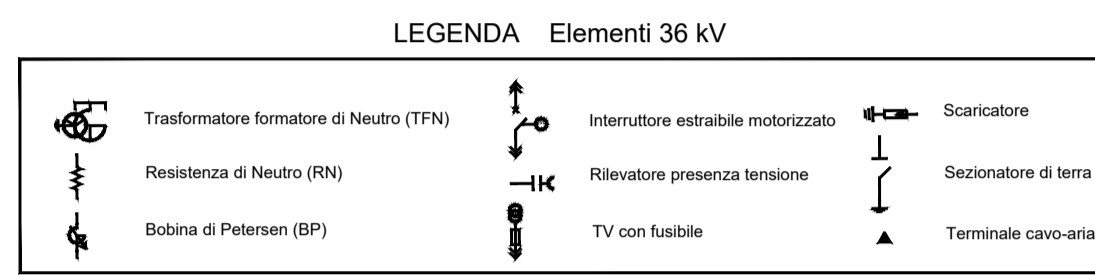 LEGENDA Elementi 36 kV
Trasformatore formatore di Neutro (TFN)
Resistenza di Neutro (RN)
Bobina di Petersen (BP)
Interruttore estraibile motorizzato
Rilevatore presenza tensione
TV con fusibile
Scaricatore
Sezionatore di terra
Terminale cavo-aria